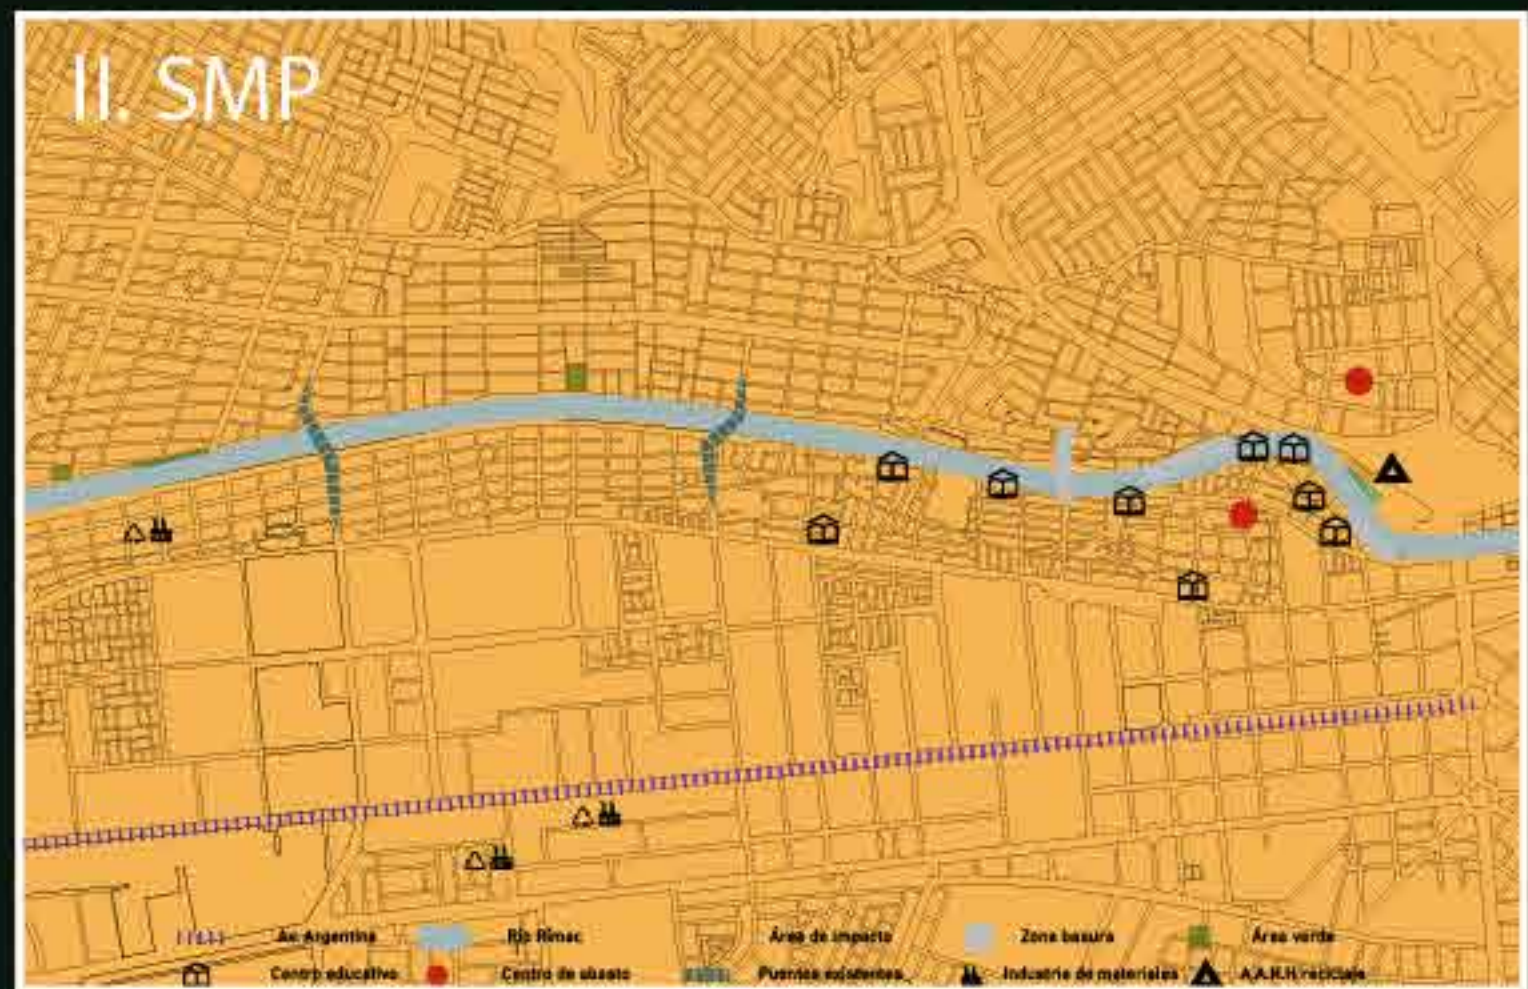 II. SMP
Av. Argentina Río Rímac Área de impacto Zona basura Área verde
Centro educativo Centro de abasto Puentes existentes Industria de materiales A.A.H.H reciclaje